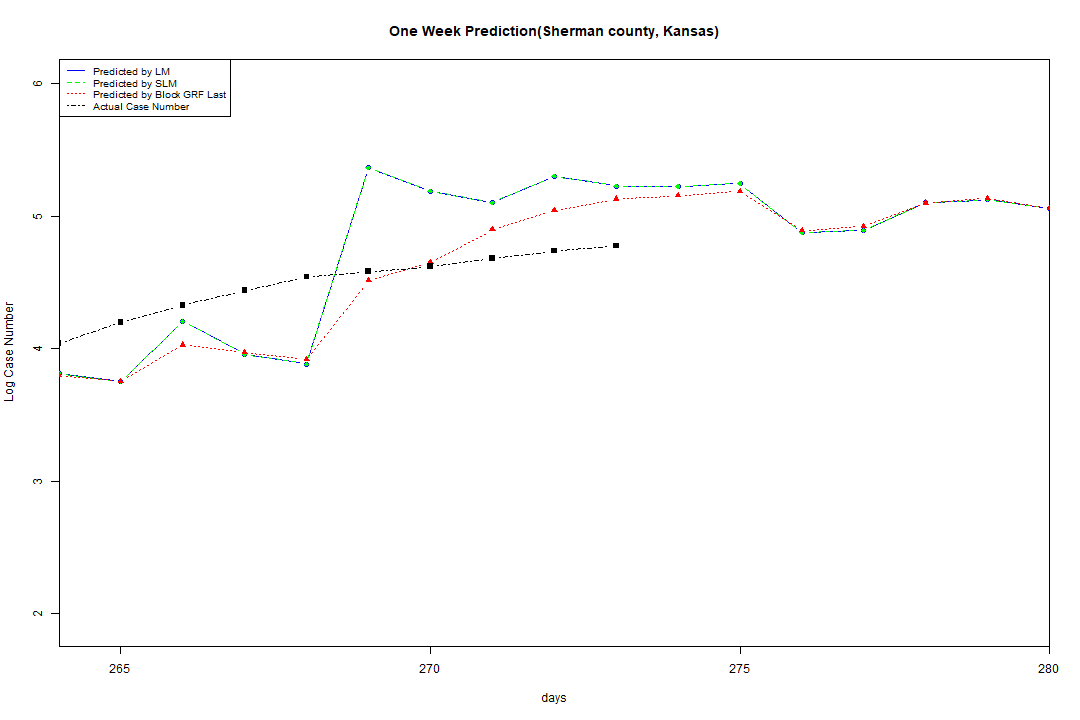 One Week Prediction(Sherman county, Kansas)
Predicted by LM
Predicted by SLM
Predicted by Block GRF Last
Actual Case Number
6
5
4
3
2
Log Case Number
265 270 275 280
days